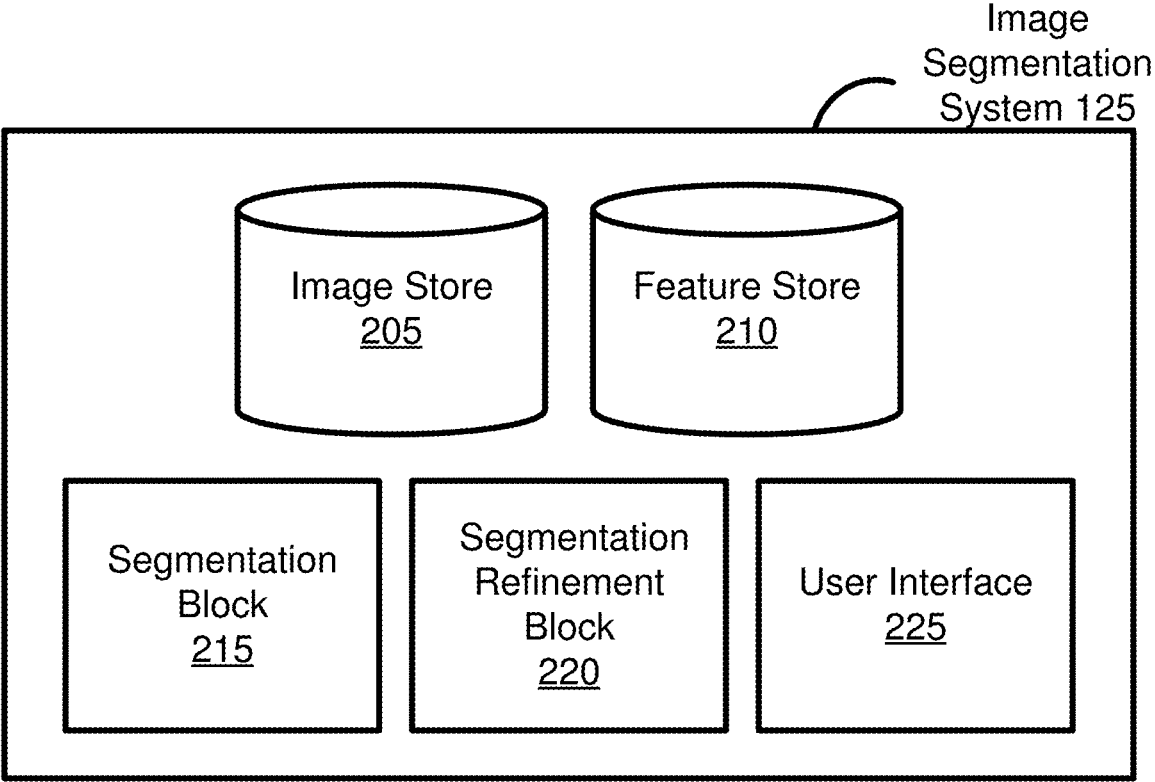 Image
Segmentation
System 125
Image Store
205
Feature Store
210
Segmentation
Block
215
Segmentation
Refinement
Block
220
User Interface
225